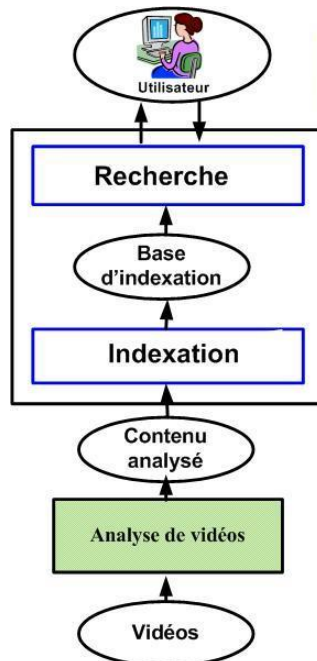 Utilisateur
Recherche
Base
d'indexation
Indexation
Contenu
analysé
Analyse de vidéos
Vidéos